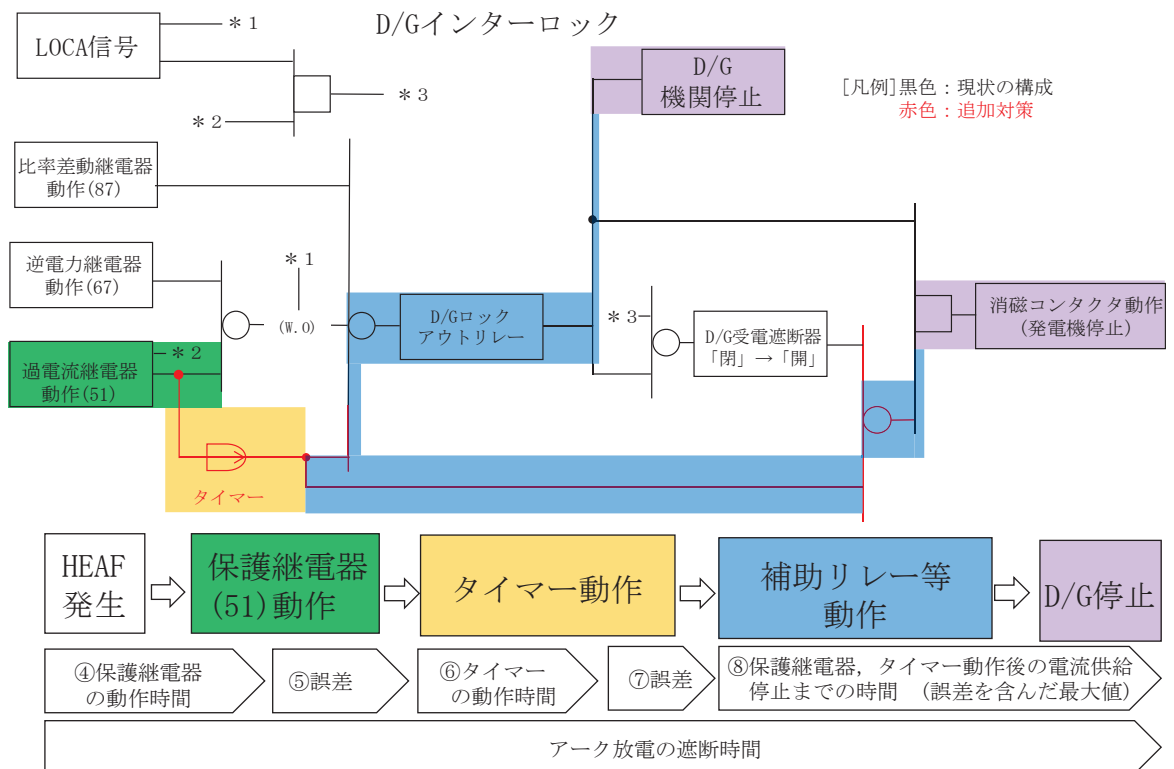 D/Gインターロック
LOCA信号
*1
*2
*3
D/G
機関停止
[凡例]黒色：現状の構成
赤色：追加対策
比率差動継電器
動作(87)
逆電力継電器
動作(67)
*1
(W.O)
D/Gロック
アウトリレー
*3
D/G受電遮断器
「閉」→「開」
消磁コンタクタ動作
(発電機停止)
過電流継電器
動作(51)
*2
タイマー
HEAF
発生
保護継電器
(51)動作
タイマー動作
補助リレー等
動作
D/G停止
④保護継電器
の動作時間
⑤誤差
⑥タイマー
の動作時間
⑦誤差
⑧保護継電器，タイマー動作後の電流供給
停止までの時間 (誤差を含んだ最大値)
アーク放電の遮断時間